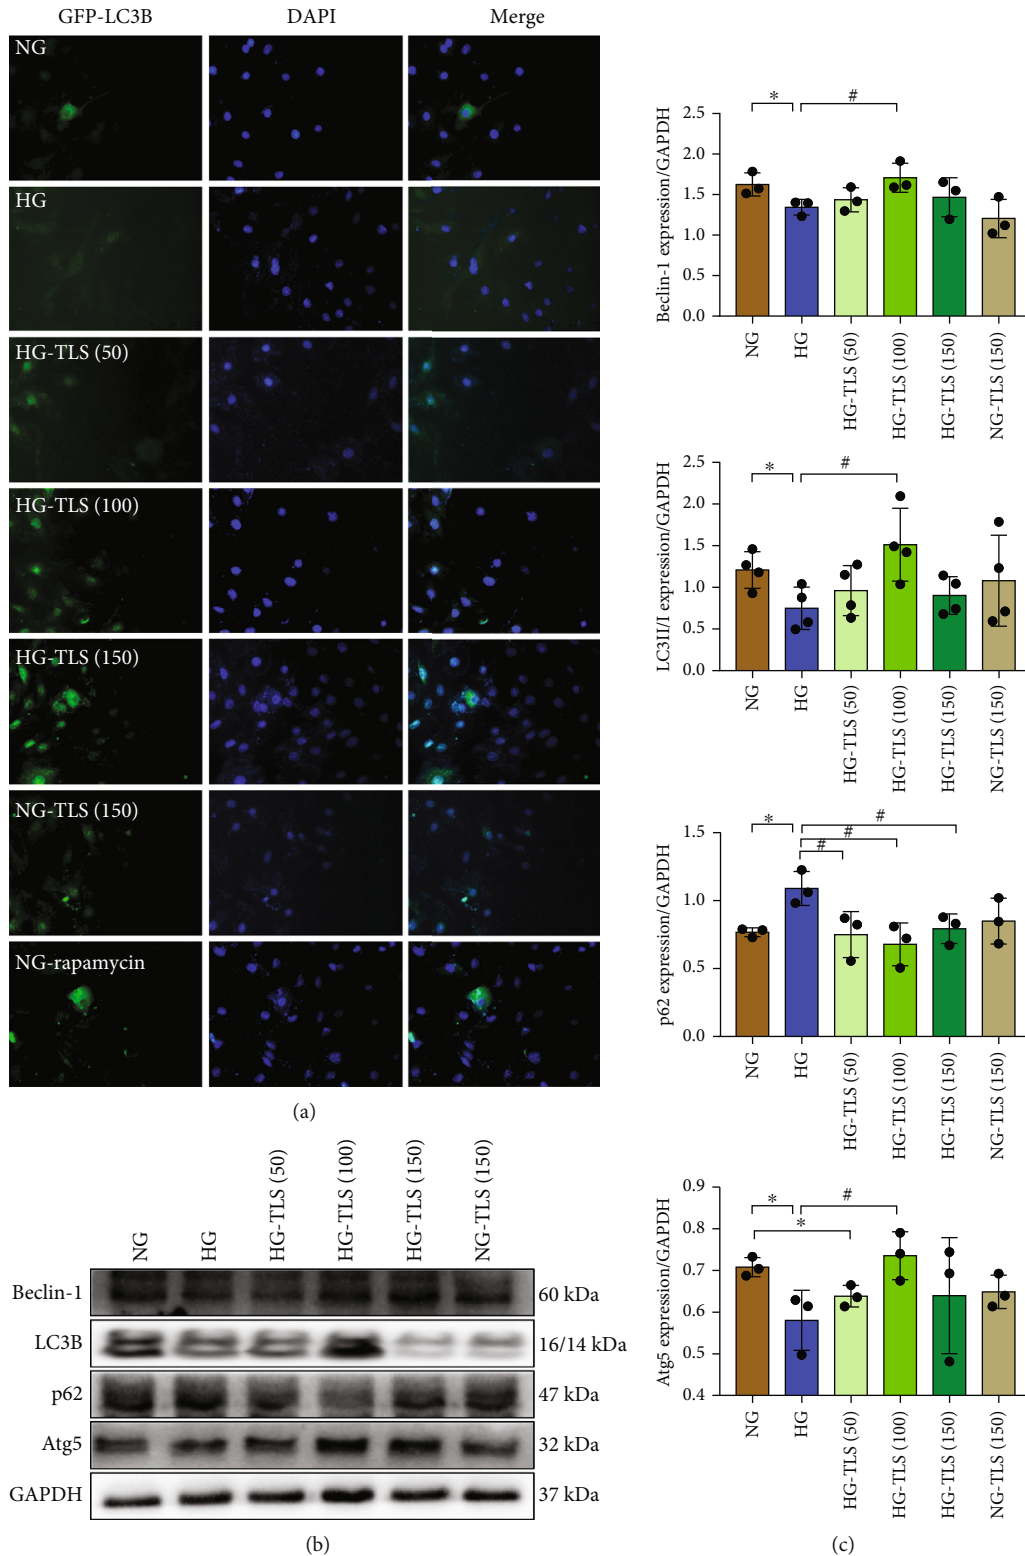 GFP-LC3B DAPI Merge
NG
HG
HG-TLS (50)
HG-TLS (100)
HG-TLS (150)
NG-TLS (150)
NG-rapamycin
(a)
NG HG HG-TLS (50) HG-TLS (100) HG-TLS (150) NG-TLS (150)
Beclin-1 60 kDa
LC3B 16/14 kDa
p62 47 kDa
Atg5 32 kDa
GAPDH 37 kDa
(b)
Beclin-1 expression/GAPDH
2.5
2.0
1.5
1.0
0.5
0.0
* #
NG HG HG-TLS (50) HG-TLS (100) HG-TLS (150) NG-TLS (150)
LC3II/I expression/GAPDH
2.5
2.0
1.5
1.0
0.5
0.0
* #
NG HG HG-TLS (50) HG-TLS (100) HG-TLS (150) NG-TLS (150)
p62 expression/GAPDH
1.5
1.0
0.5
0.0
* # # #
NG HG HG-TLS (50) HG-TLS (100) HG-TLS (150) NG-TLS (150)
Atg5 expression/GAPDH
0.9
0.8
0.7
0.6
0.5
0.4
* * #
NG HG HG-TLS (50) HG-TLS (100) HG-TLS (150) NG-TLS (150)
(c)